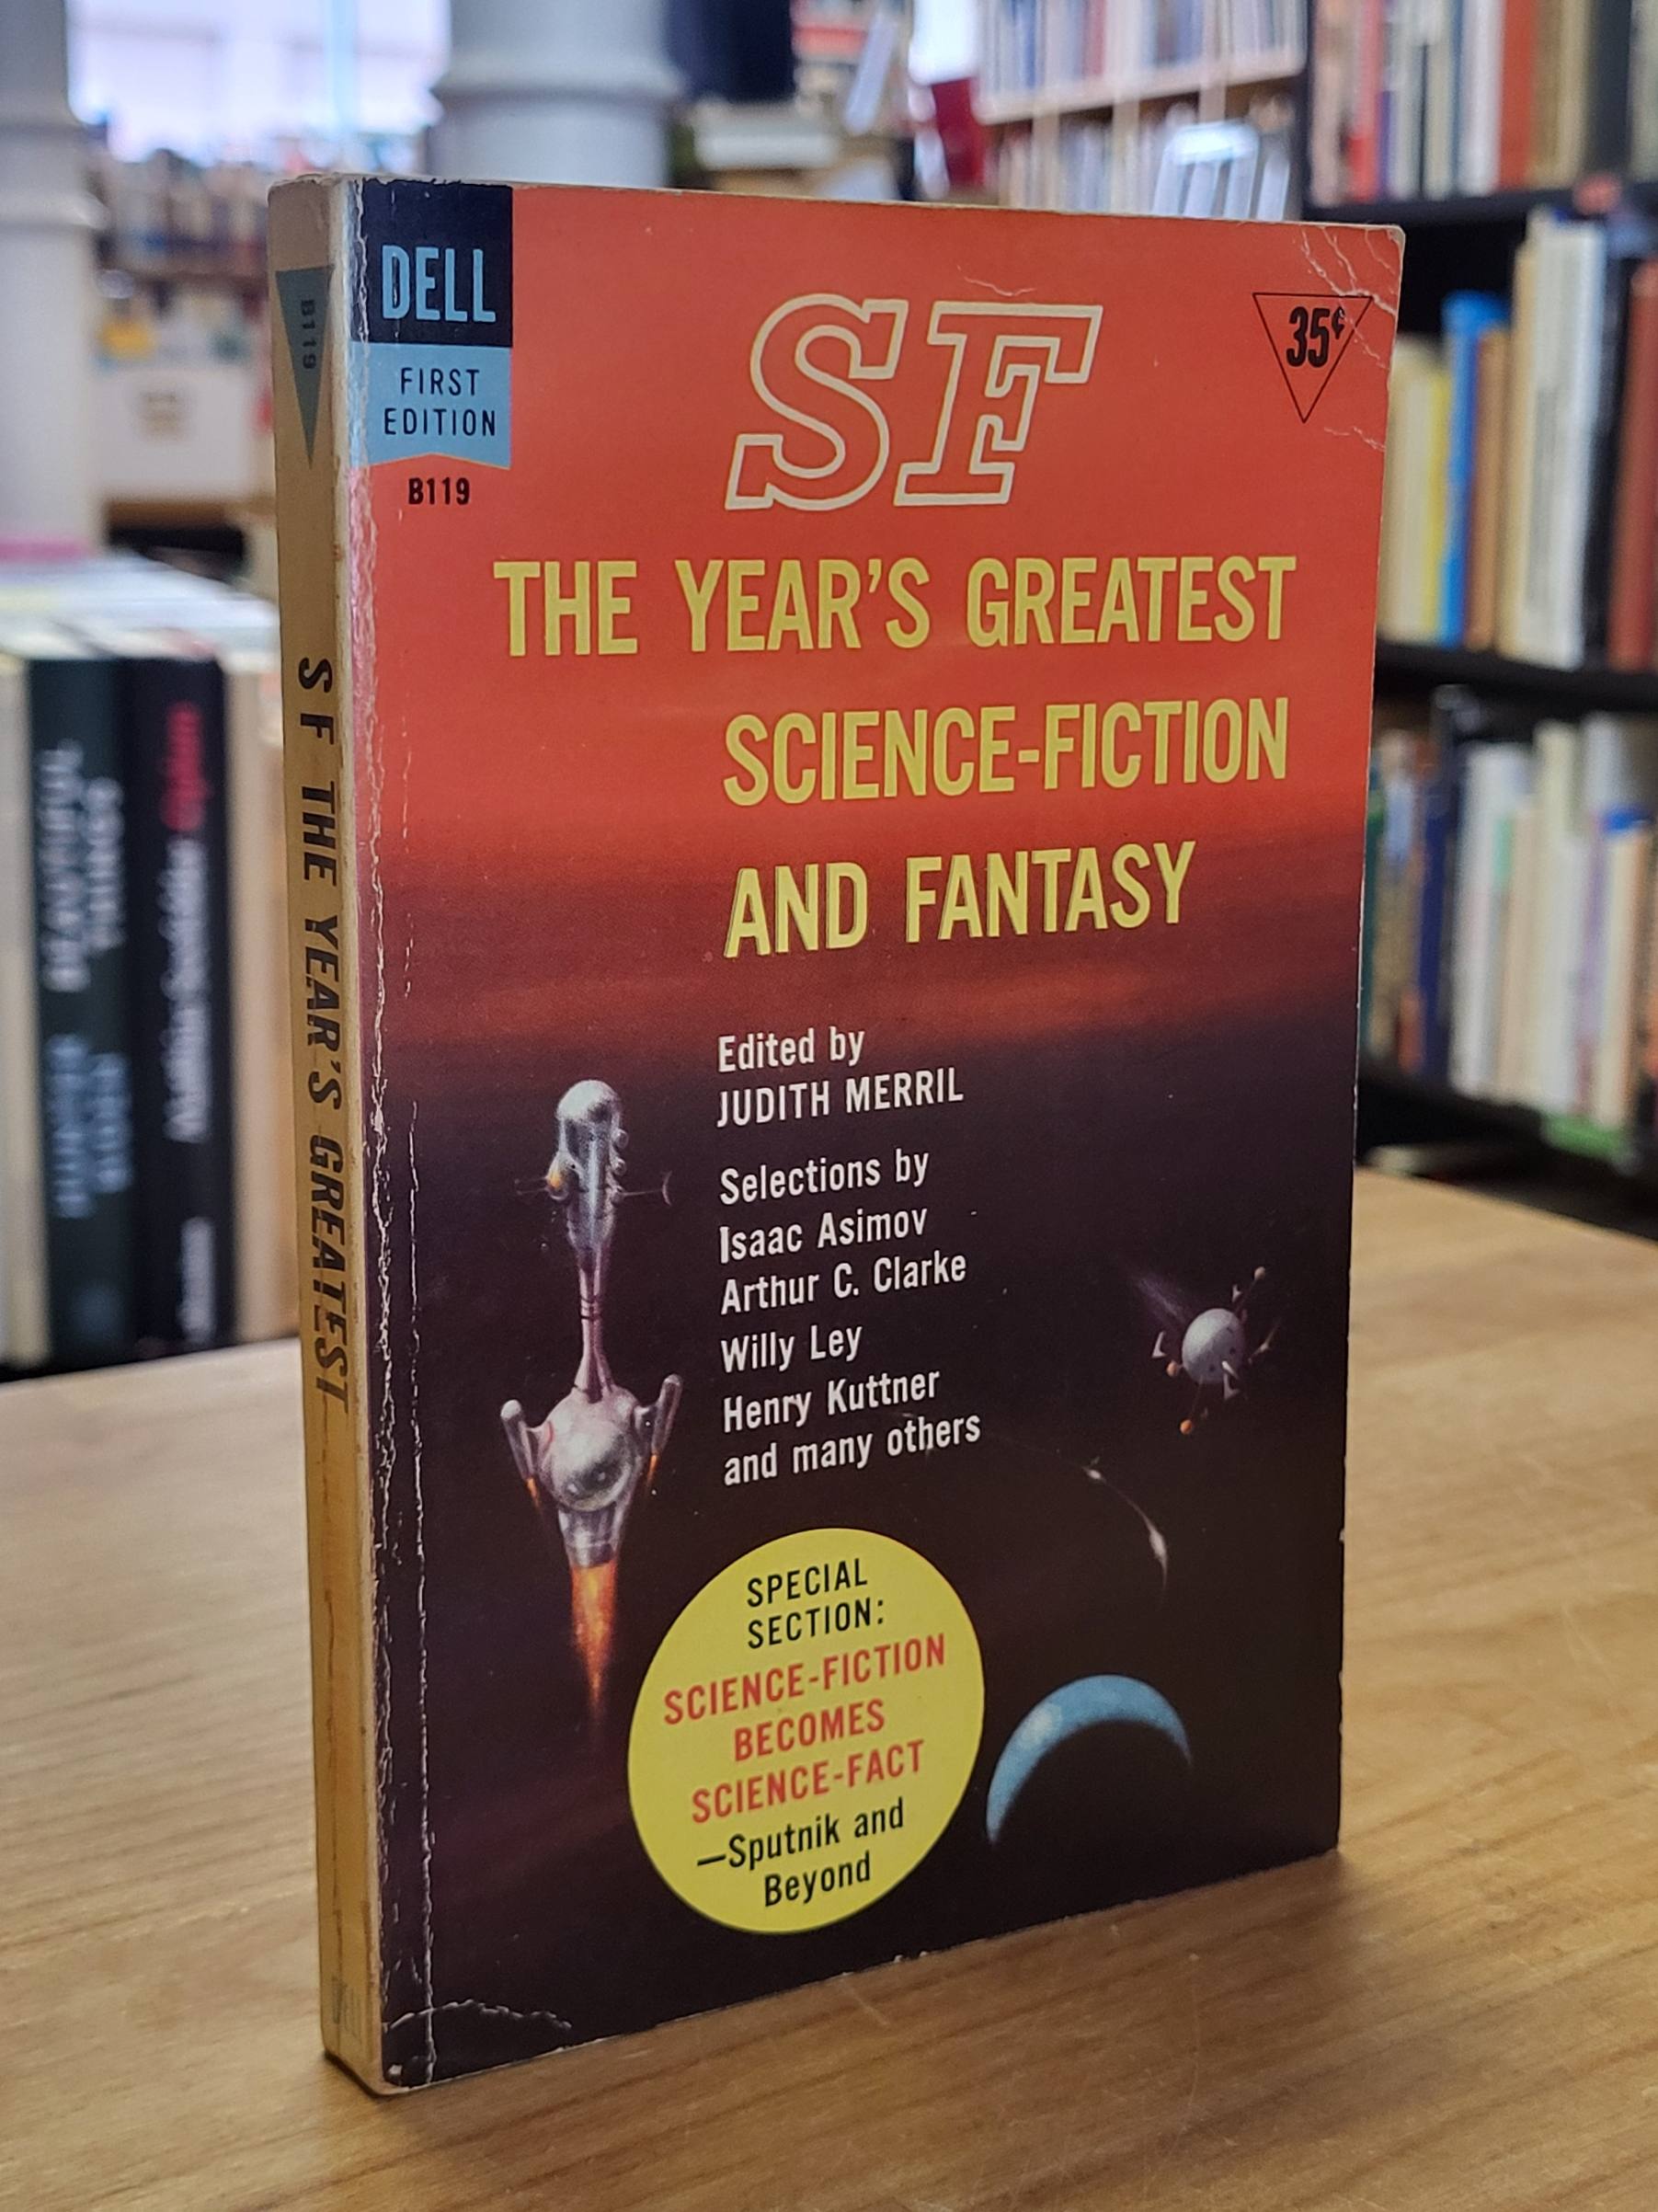 DELL
FIRST
EDITION
B119
SF
35¢
THE YEAR'S GREATEST
SCIENCE-FICTION
AND FANTASY
Edited by
JUDITH MERRIL
Selections by
Isaac Asimov
Arthur C. Clarke
Willy Ley
Henry Kuttner
and many others
SPECIAL
SECTION:
SCIENCE-FICTION
BECOMES
SCIENCE-FACT
—Sputnik and
Beyond
B119
SF THE YEAR'S GREATEST